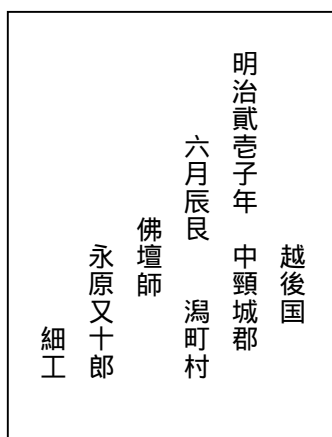 越後国
明治貳壱子年　中頸城郡
六月辰艮　潟町村
佛壇師
永原又十郎
細工